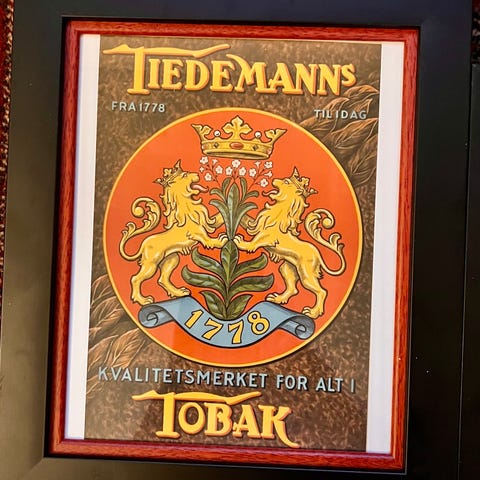 TIEDEMANNS
FRA 1778 TIL IDAG
1778
KVALITETSMERKET FOR ALT I
TOBAK